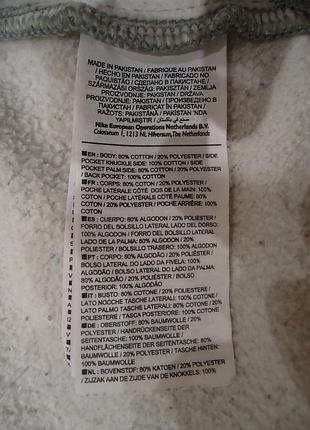 MADE IN PAKISTAN / FABRIQUE AU PAKISTAN
/ HECHO EN PAKISTAN / FABRICADO NO
PAQUISTÃO / СДЕЛАНО В ПАКИСТАНЕ /
SZÁRMAZÁSI ORSZÁG: PAKISZTÁN / ZEMLJA
PROIZVODNJE: PAKISTAN / DRŽAVA
PROIZVODNJE: PAKISTAN / ПРОИЗВЕДЕНО В
ПАКИСТАН / FABRICAT ÎN PAKISTAN /
RAŽOTS: PAKISTĀNĀ / صنع في باكستان
YAPILMIŞTIR /
Nike European Operations Netherlands B.V.
Colosseum 1, 1213 NL Hilversum, Netherlands
EN: BODY: 80% COTTON / 20% POLYESTER / SIDE
POCKET KNUCKLE SIDE: 100% COTTON / SIDE
POCKET PALM SIDE: 80% COTTON / 20% POLYESTER
/ BACK POCKET: 100% COTTON
FR: CORPS: 80% COTON / 20% POLYESTER /
POCHE LATÉRALE CÔTÉ DOS DE LA MAIN: 100%
COTON / POCHE LATÉRALE CÔTÉ PAUME: 80%
COTON / 20% POLYESTER / POCHE ARRIÈRE: 100%
COTON
ES: CUERPO: 80% ALGODÓN / 20% POLIÉSTER /
FORRO DEL BOLSILLO LATERAL LADO DEL DORSO:
100% ALGODÓN / FORRO DEL BOLSILLO LATERAL
LADO DE LA PALMA: 80% ALGODÓN / 20%
POLIÉSTER / BOLSILLO TRASERO: 100% ALGODÓN
PT: CORPO: 80% ALGODÃO / 20% POLIÉSTER /
BOLSO LATERAL LADO DO
100% ALGODÃO / BOLSO LATERAL LADO DA PALMA:
80% ALGODÃO / 20% POLIÉSTER / BOLSO
POSTERIOR: 100% ALGODÃO
IT: BUSTO: 80% COTONE / 20% POLIESTERE /
LATO NOCCHE TASCHE LATERALI: 100% COTONE /
LATO PALMO TASCHE LATERALI: 80% COTONE / 20%
POLIESTERE / TASCA POSTERIORE: 100% COTONE
DE: OBERSTOFF: 80% BAUMWOLLE / 20%
POLYESTER / HANDRÜCKENSEITE DER
SEITENTASCHE: 100% BAUMWOLLE /
HANDFLÄCHENSEITE DER SEITENTASCHE: 80%
BAUMWOLLE / 20% POLYESTER / GESÄSSTASCHE:
100% BAUMWOLLE
NL: BOVENSTOF: 80% KATOEN / 20% POLYESTER
/ ZIJZAK AAN DE ZIJDE VAN DE KNOKKELS: 100%